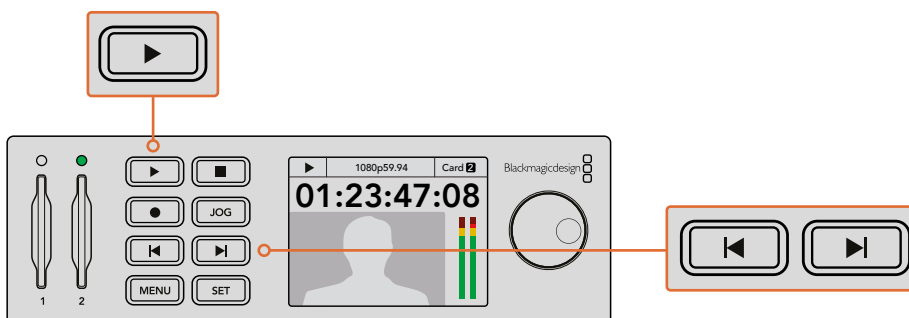 1080p59.94 Card 2
Blackmagicdesign
01:23:47:08
JOG
MENU SET
1 2